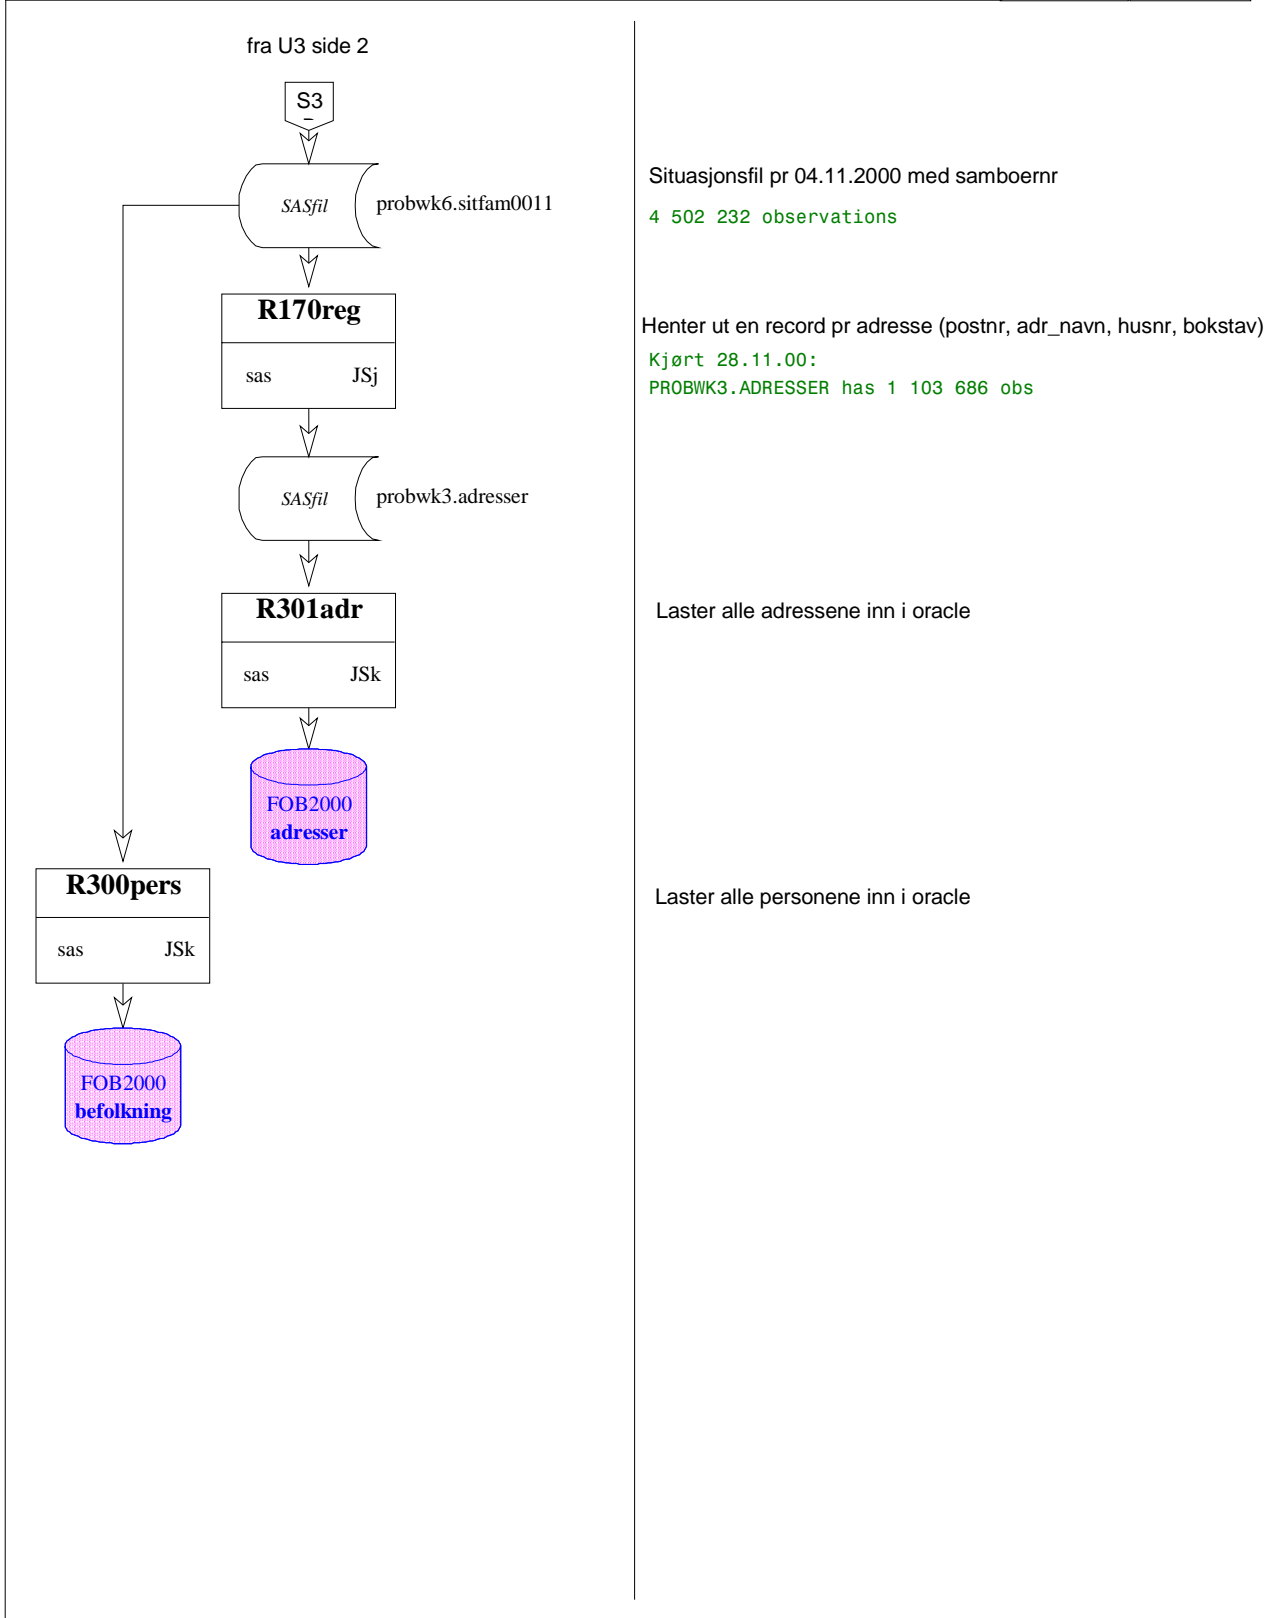 fra U3 side 2
S3
SASfil
probwk6.sitfam0011
Situasjonsfil pr 04.11.2000 med samboernr
4 502 232 observations
R170reg
sas JSj
Henter ut en record pr adresse (postnr, adr_navn, husnr, bokstav)
Kjørt 28.11.00:
PROBWK3.ADRESSER has 1 103 686 obs
SASfil
probwk3.adresser
R301adr
sas JSk
Laster alle adressene inn i oracle
FOB2000
adresser
R300pers
sas JSk
Laster alle personene inn i oracle
FOB2000
befolkning